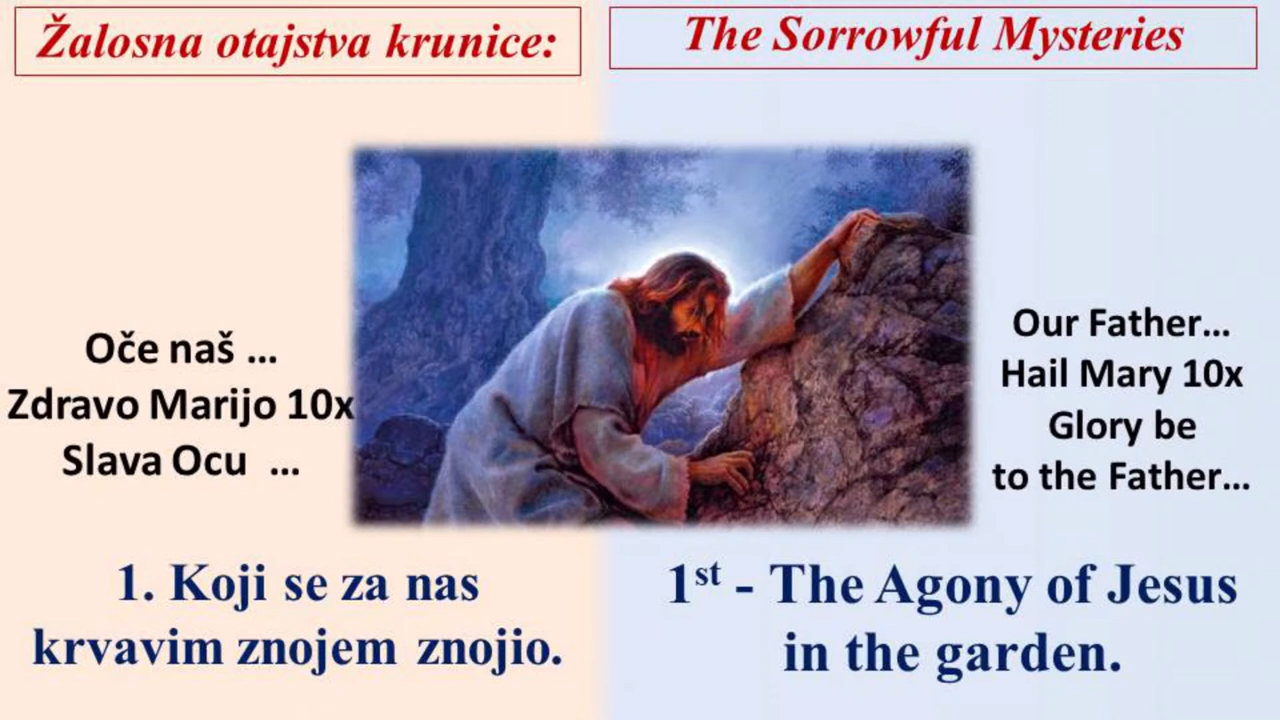 Žalosna otajstva krunice:
Oče naš ...
Zdravo Marijo 10x
Slava Ocu ...
1. Koji se za nas
krvavim znojem znojio.
The Sorrowful Mysteries
Our Father...
Hail Mary 10x
Glory be
to the Father...
1st - The Agony of Jesus
in the garden.